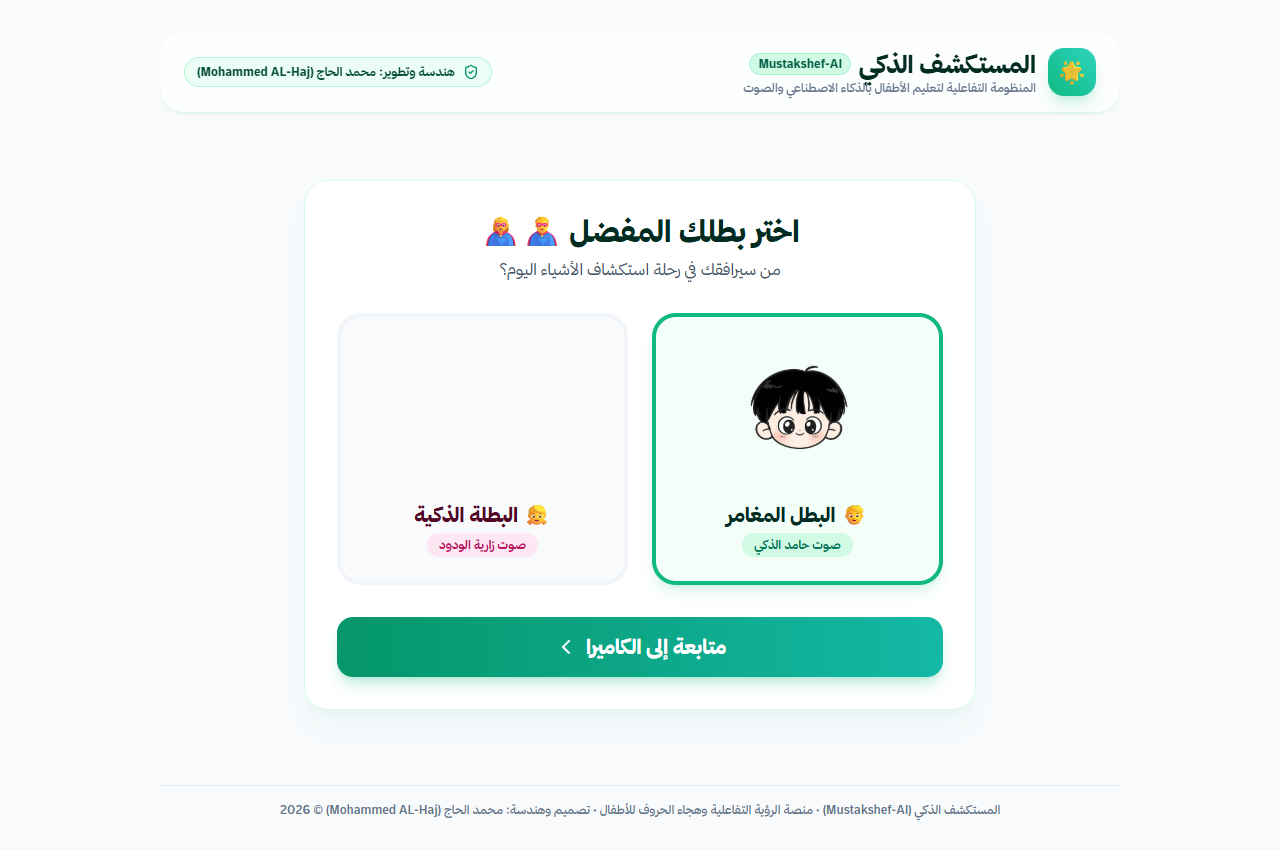 المستكشف الذكي Mustakshef-AI
المنظومة التفاعلية لتعليم الأطفال بالذكاء الاصطناعي والصوت
هندسة وتطوير: محمد الحاج (Mohammed AL-Haj)
اختر بطلك المفضل
من سيرافقك في رحلة استكشاف الأشياء اليوم؟
البطل المغامر
صوت حامد الذكي
البطلة الذكية
صوت زارية الودود
متابعة إلى الكاميرا
المستكشف الذكي (Mustakshef-AI) • منصة الرؤية التفاعلية وهجاء الحروف للأطفال • تصميم وهندسة: محمد الحاج (Mohammed AL-Haj) © 2026